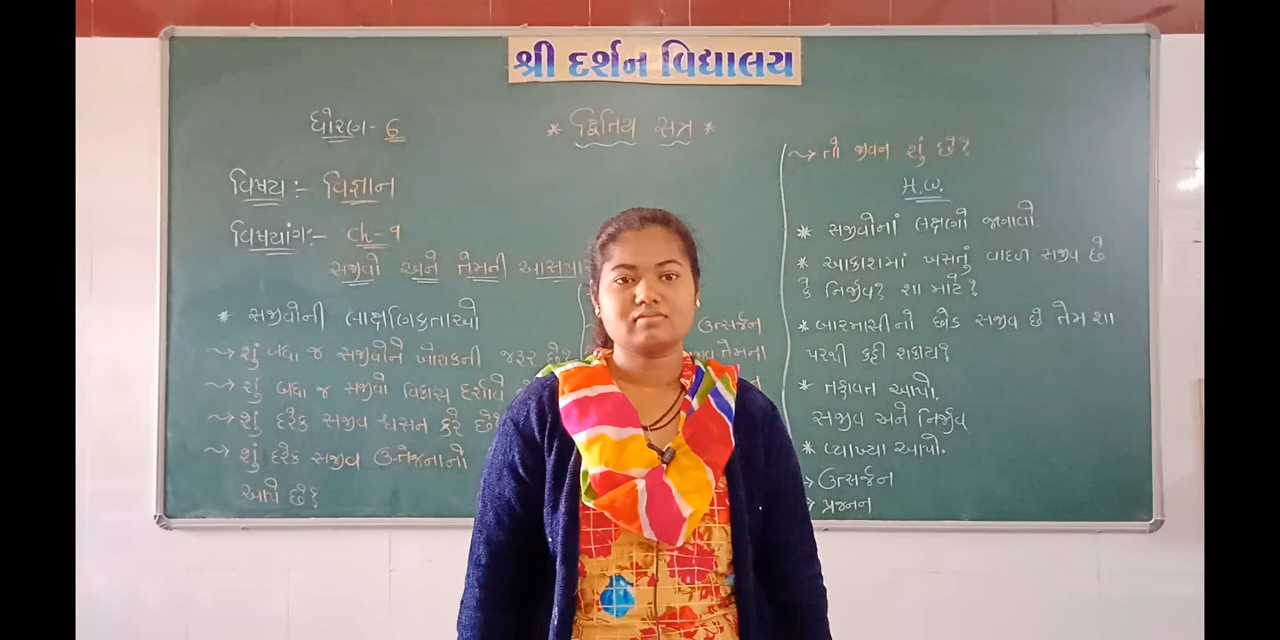 શ્રી દર્શન વિદ્યાલય
ધોરણ - 6
* દ્વિતિય સત્ર *
વિષય :- વિજ્ઞાન
વિષયાંગ :- ch - ૧
સજીવો અને તેમની આસપાસ
* સજીવોની લાક્ષણિકતાઓ
~> શું બધા જ સજીવોને ખોરાકની જરૂર છે?
~> શું બધા જ સજીવો વિકાસ દર્શાવે
~> શું દરેક સજીવ શ્વસન કરે છે?
~> શું દરેક સજીવ ઉત્તેજનાનો
આપે છે?
ઉત્સર્જન
તેમના
~> તો જીવન શું છે?
H.W.
* સજીવોનાં લક્ષણો જણાવો.
* આકાશમાં ખસતું વાદળ સજીવ છે
કે નિર્જીવ? શા માટે?
* બારમાસીનો છોડ સજીવ છે તેમ શા
પરથી કહી શકાય?
* તફાવત આપો.
સજીવ અને નિર્જીવ
* વ્યાખ્યા આપો.
-> ઉત્સર્જન
-> પ્રજનન